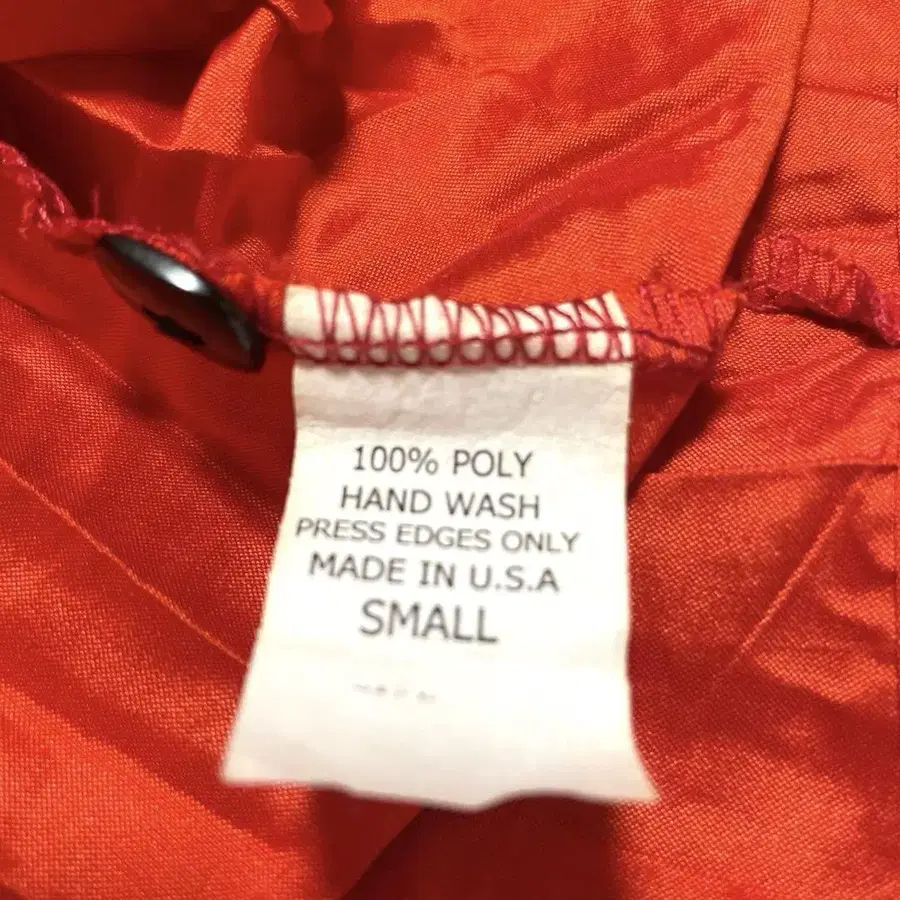 100% POLY
HAND WASH
PRESS EDGES ONLY
MADE IN U.S.A
SMALL